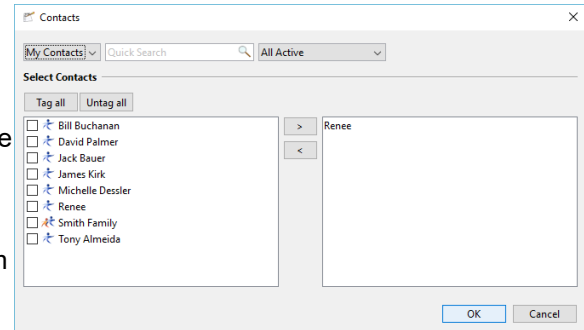 Contacts
My Contacts Quick Search All Active
Select Contacts
Tag all Untag all
Bill Buchanan
David Palmer
Jack Bauer
James Kirk
Michelle Dessler
Renee
Smith Family
Tony Almeida
>
<
Renee
OK Cancel
e
n